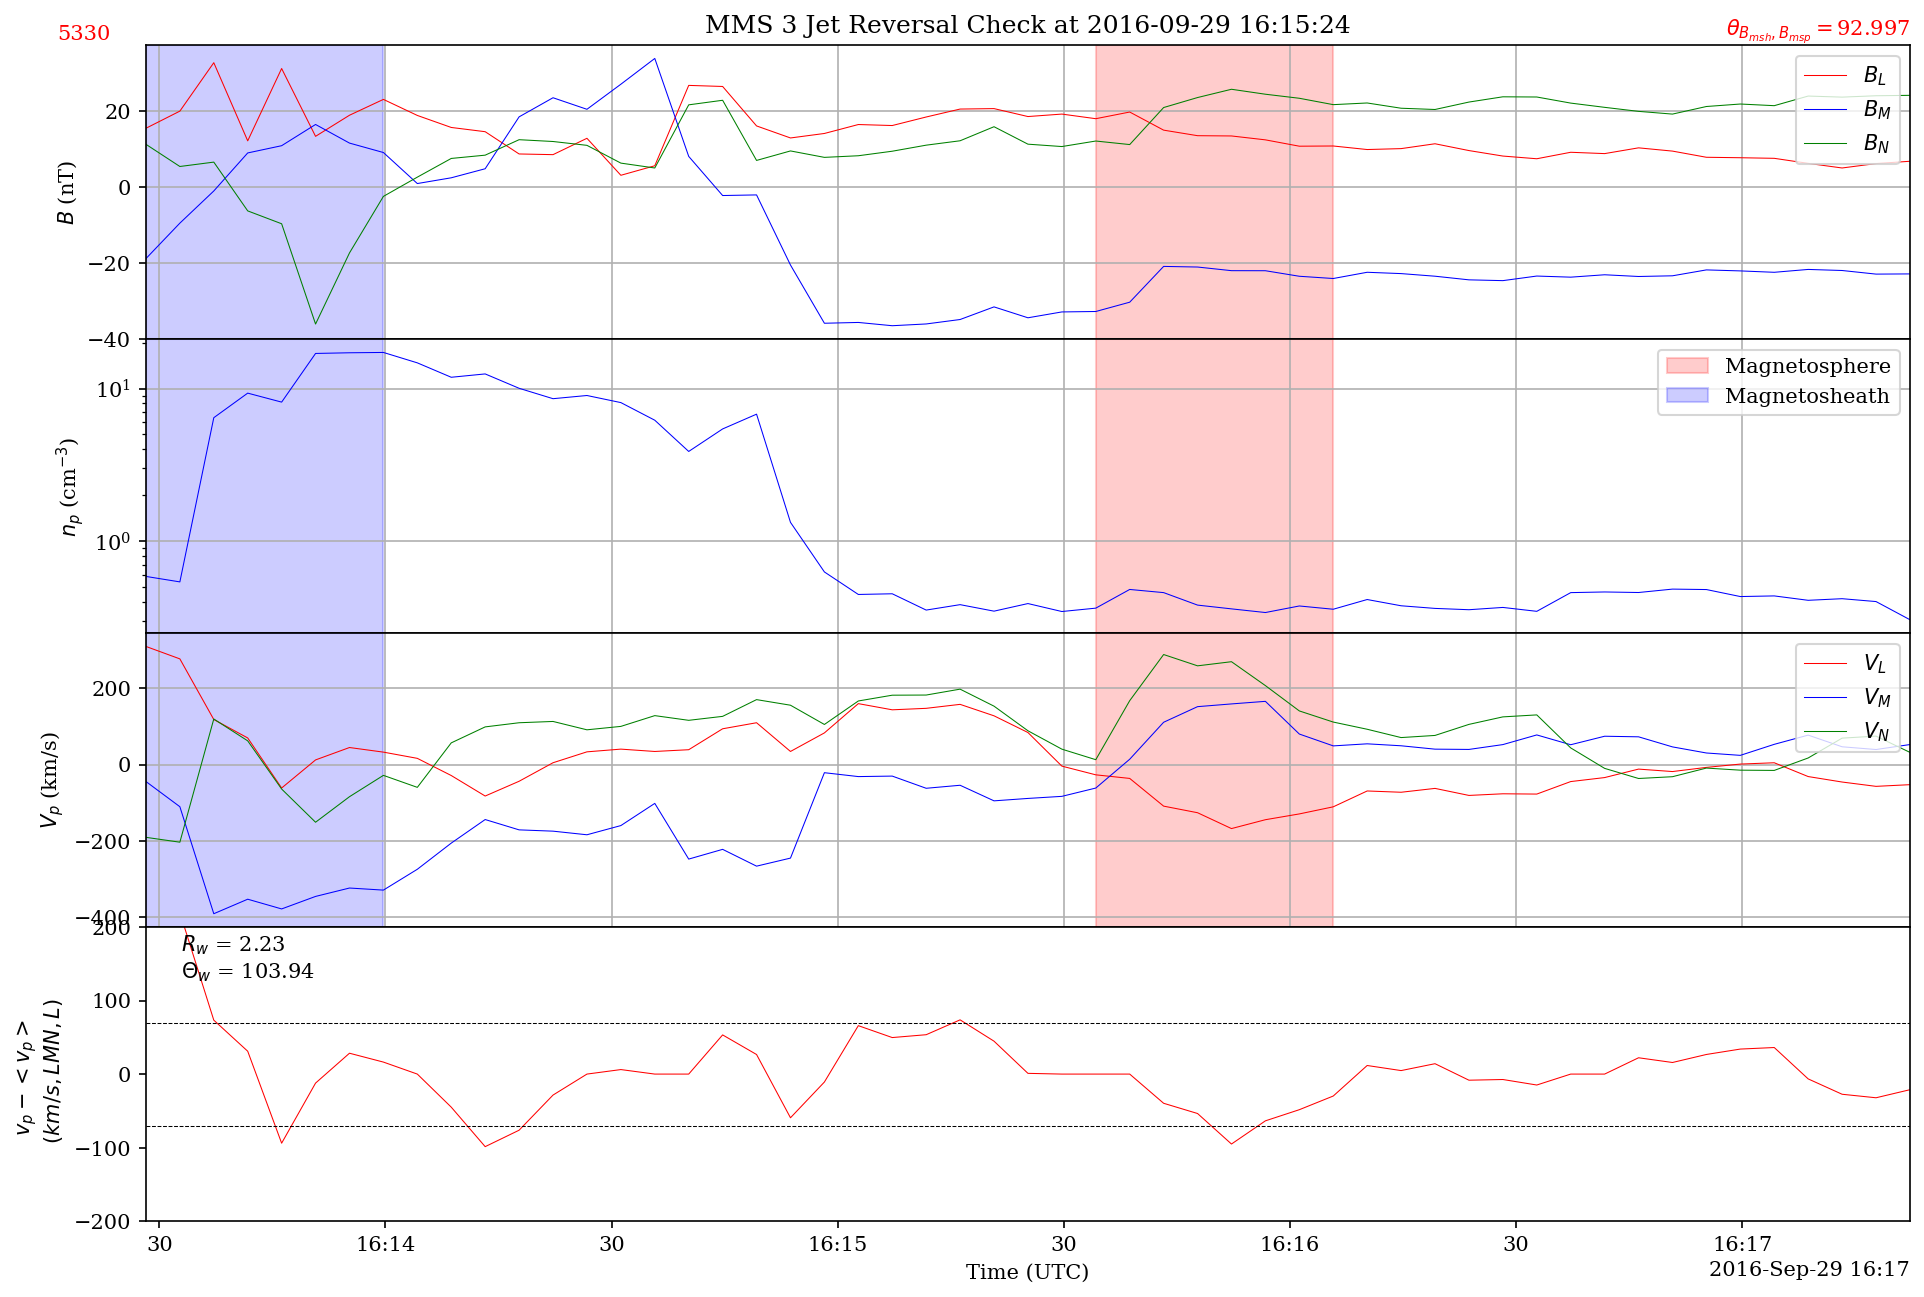 MMS 3 Jet Reversal Check at 2016-09-29 16:15:24
5330
θ_{B_{msh}, B_{msp}} = 92.997
B (nT)
20
0
−20
−40
B_L
B_M
B_N
n_p (cm^{−3})
10^1
10^0
Magnetosphere
Magnetosheath
V_p (km/s)
200
0
−200
−400
V_L
V_M
V_N
v_p − < v_p >
(km/s, LMN, L)
200
100
0
−100
−200
R_w = 2.23
Θ_w = 103.94
30 16:14 30 16:15 30 16:16 30 16:17
Time (UTC)
2016-Sep-29 16:17